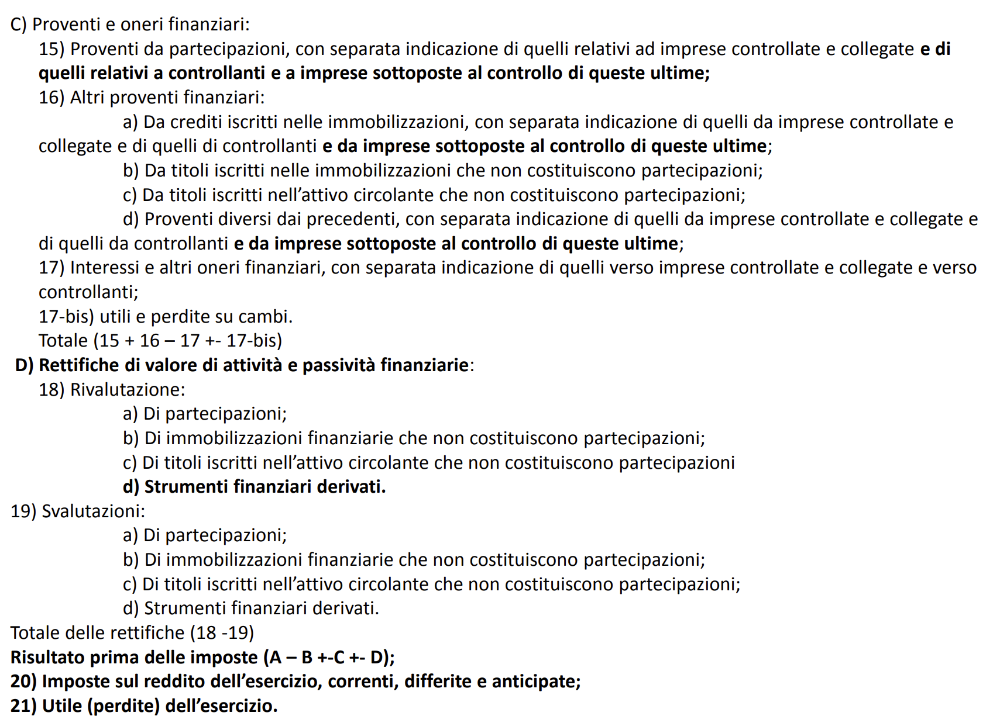 C) Proventi e oneri finanziari:
15) Proventi da partecipazioni, con separata indicazione di quelli relativi ad imprese controllate e collegate e di
quelli relativi a controllanti e a imprese sottoposte al controllo di queste ultime;
16) Altri proventi finanziari:
a) Da crediti iscritti nelle immobilizzazioni, con separata indicazione di quelli da imprese controllate e
collegate e di quelli di controllanti e da imprese sottoposte al controllo di queste ultime;
b) Da titoli iscritti nelle immobilizzazioni che non costituiscono partecipazioni;
c) Da titoli iscritti nell’attivo circolante che non costituiscono partecipazioni;
d) Proventi diversi dai precedenti, con separata indicazione di quelli da imprese controllate e collegate e
di quelli da controllanti e da imprese sottoposte al controllo di queste ultime;
17) Interessi e altri oneri finanziari, con separata indicazione di quelli verso imprese controllate e collegate e verso
controllanti;
17-bis) utili e perdite su cambi.
Totale (15 + 16 – 17 +- 17-bis)
D) Rettifiche di valore di attività e passività finanziarie:
18) Rivalutazione:
a) Di partecipazioni;
b) Di immobilizzazioni finanziarie che non costituiscono partecipazioni;
c) Di titoli iscritti nell’attivo circolante che non costituiscono partecipazioni
d) Strumenti finanziari derivati.
19) Svalutazioni:
a) Di partecipazioni;
b) Di immobilizzazioni finanziarie che non costituiscono partecipazioni;
c) Di titoli iscritti nell’attivo circolante che non costituiscono partecipazioni;
d) Strumenti finanziari derivati.
Totale delle rettifiche (18 -19)
Risultato prima delle imposte (A – B +-C +- D);
20) Imposte sul reddito dell’esercizio, correnti, differite e anticipate;
21) Utile (perdite) dell’esercizio.